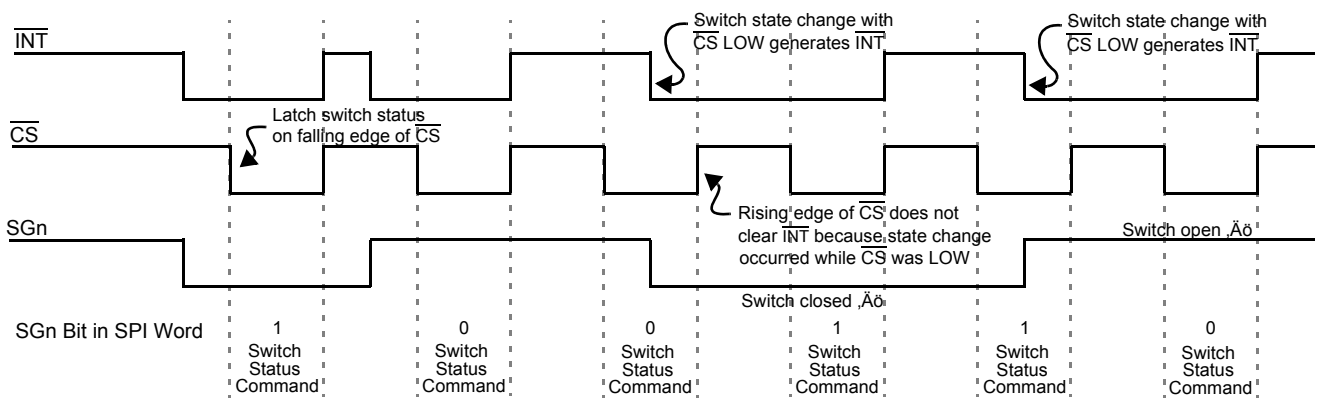 INT
Switch state change with
CS LOW generates INT
Switch state change with
CS LOW generates INT
Latch switch status
on falling edge of CS
CS
Rising edge of CS does not
clear INT because state change
occurred while CS was LOW
SGn
Switch open ‚Äö
Switch closed ‚Äö
SGn Bit in SPI Word
1 0 0 1 1 0
Switch
Status
Command
Switch
Status
Command
Switch
Status
Command
Switch
Status
Command
Switch
Status
Command
Switch
Status
Command